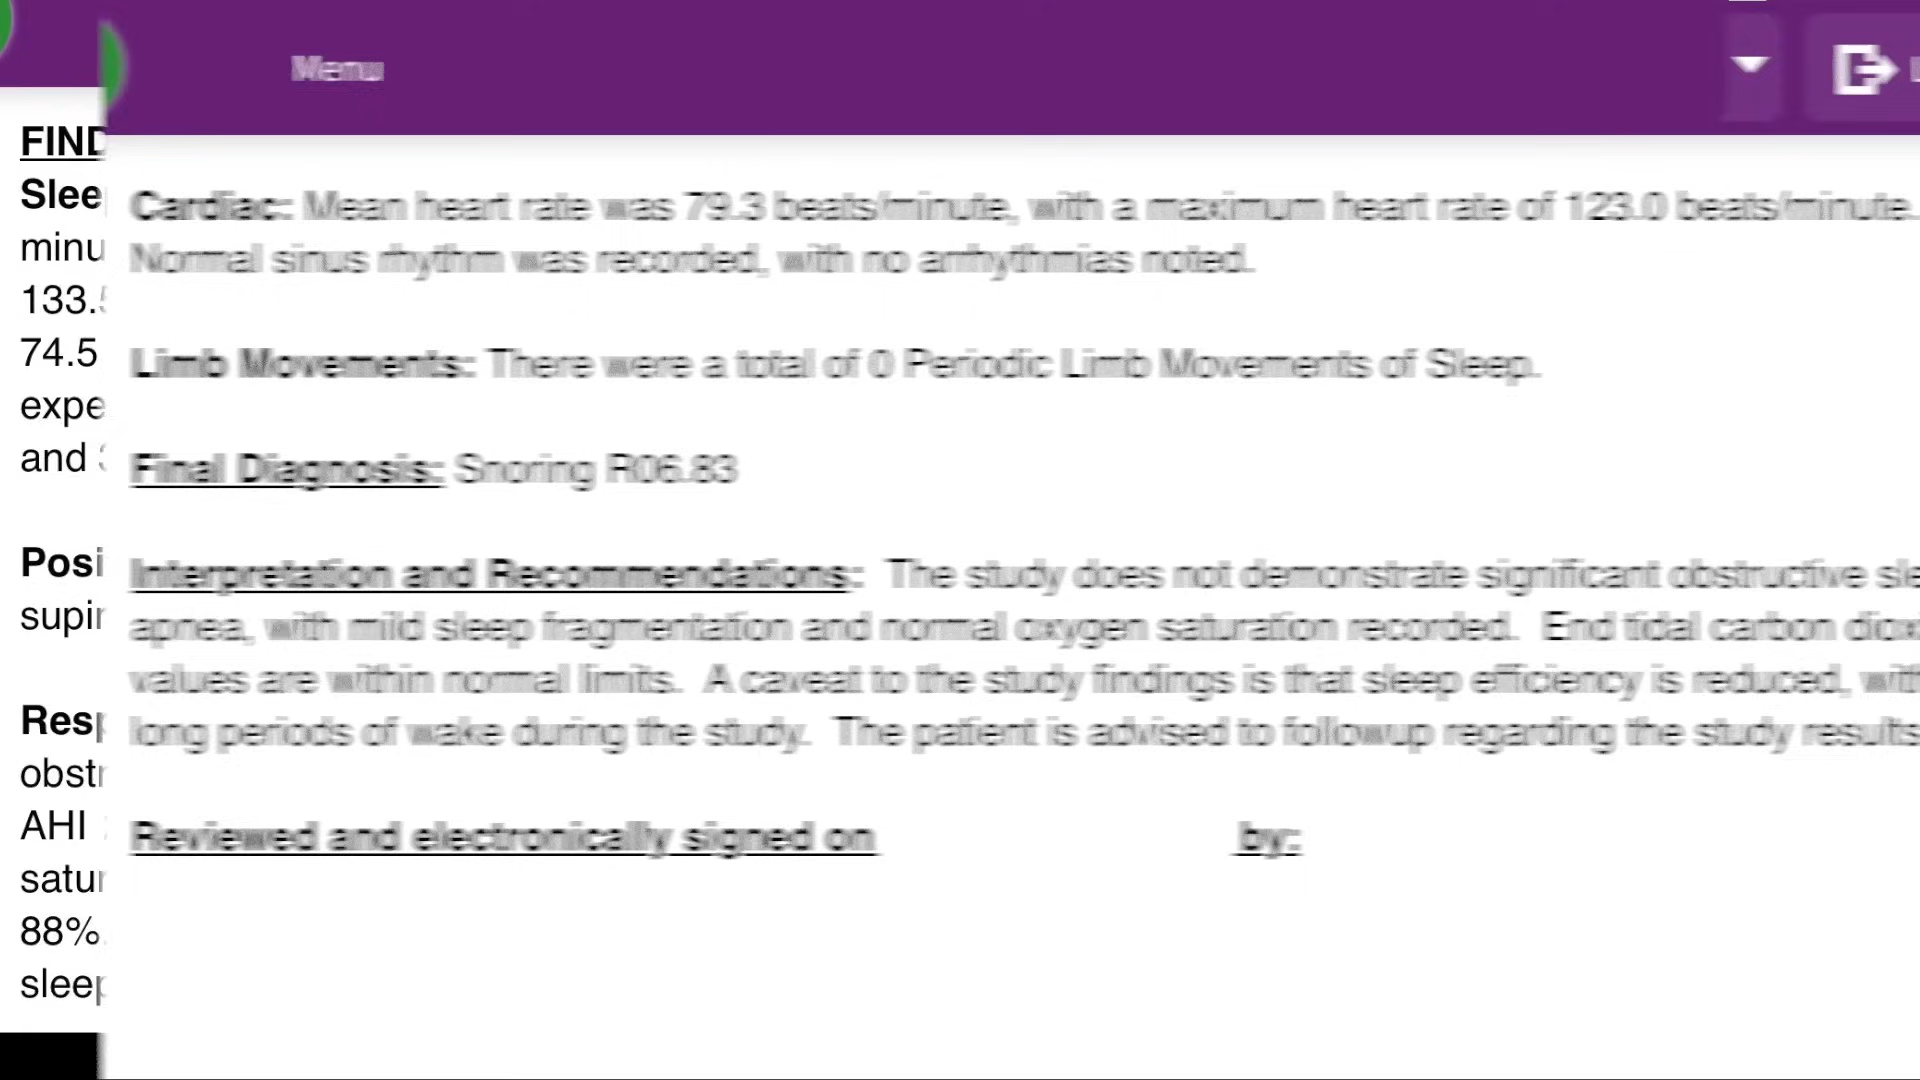 Menu
FIND
Slee
minu
133.
74.5
expe
and
Posi
supi
Resp
obst
AHI
satu
88%.
sleep
Cardiac: Mean heart rate was 79.3 beats/minute, with a maximum heart rate of 123.0 beats/minute.
Normal sinus rhythm was recorded, with no arrhythmias noted.
Limb Movements: There were a total of 0 Periodic Limb Movements of Sleep.
Final Diagnosis: Snoring R06.83
Interpretation and Recommendations: The study does not demonstrate significant obstructive sle
apnea, with mild sleep fragmentation and normal oxygen saturation recorded. End tidal carbon diox
values are within normal limits. A caveat to the study findings is that sleep efficiency is reduced, with
long periods of wake during the study. The patient is advised to followup regarding the study results
Reviewed and electronically signed on by: